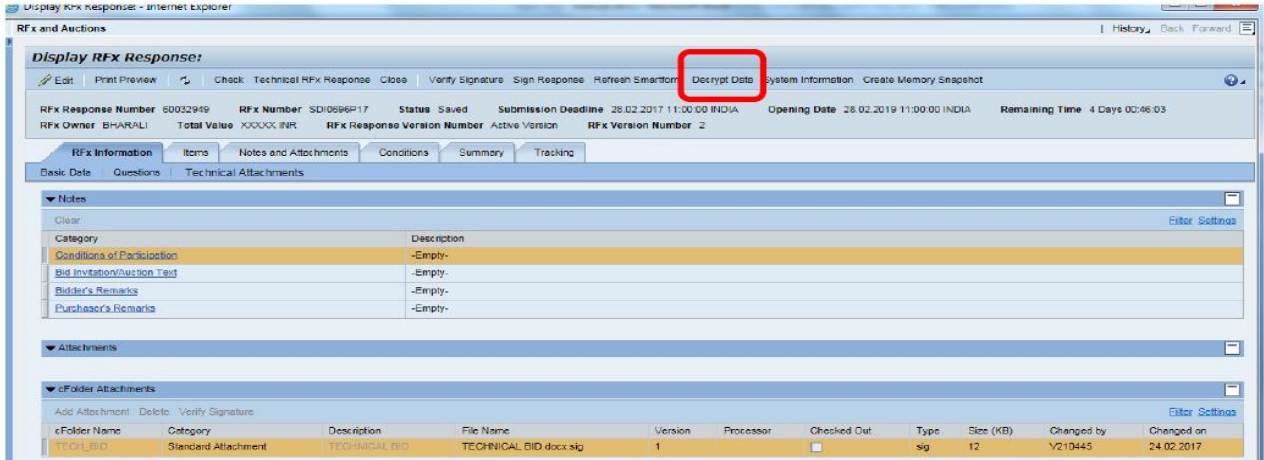 Display RFx Response: - Internet Explorer
RFx and Auctions History Back Forward
Display RFx Response:
Edit Print Preview Check Technical RFx Response Close Verify Signature Sign Response Refresh Smartform Decrypt Data System Information Create Memory Snapshot
RFx Response Number 60032949 RFx Number SDI0696P17 Status Saved Submission Deadline 28.02.2017 11:00:00 INDIA Opening Date 28.02.2019 11:00:00 INDIA Remaining Time 4 Days 00:46:03
RFx Owner BHARALI Total Value XXXXX INR RFx Response Version Number Active Version RFx Version Number 2
RFx Information Items Notes and Attachments Conditions Summary Tracking
Basic Data Questions Technical Attachments
Notes
Clear Filter Settings
Category Description
Conditions of Participation -Empty-
Bid Invitation/Auction Text -Empty-
Bidder's Remarks -Empty-
Purchaser's Remarks -Empty-
Attachments
cFolder Attachments
Add Attachment Delete Verify Signature Filter Settings
cFolder Name Category Description File Name Version Processor Checked Out Type Size (KB) Changed by Changed on
TECH_BID Standard Attachment TECHNICAL BID TECHNICAL BID.docx.sig 1 sig 12 V210445 24.02.2017